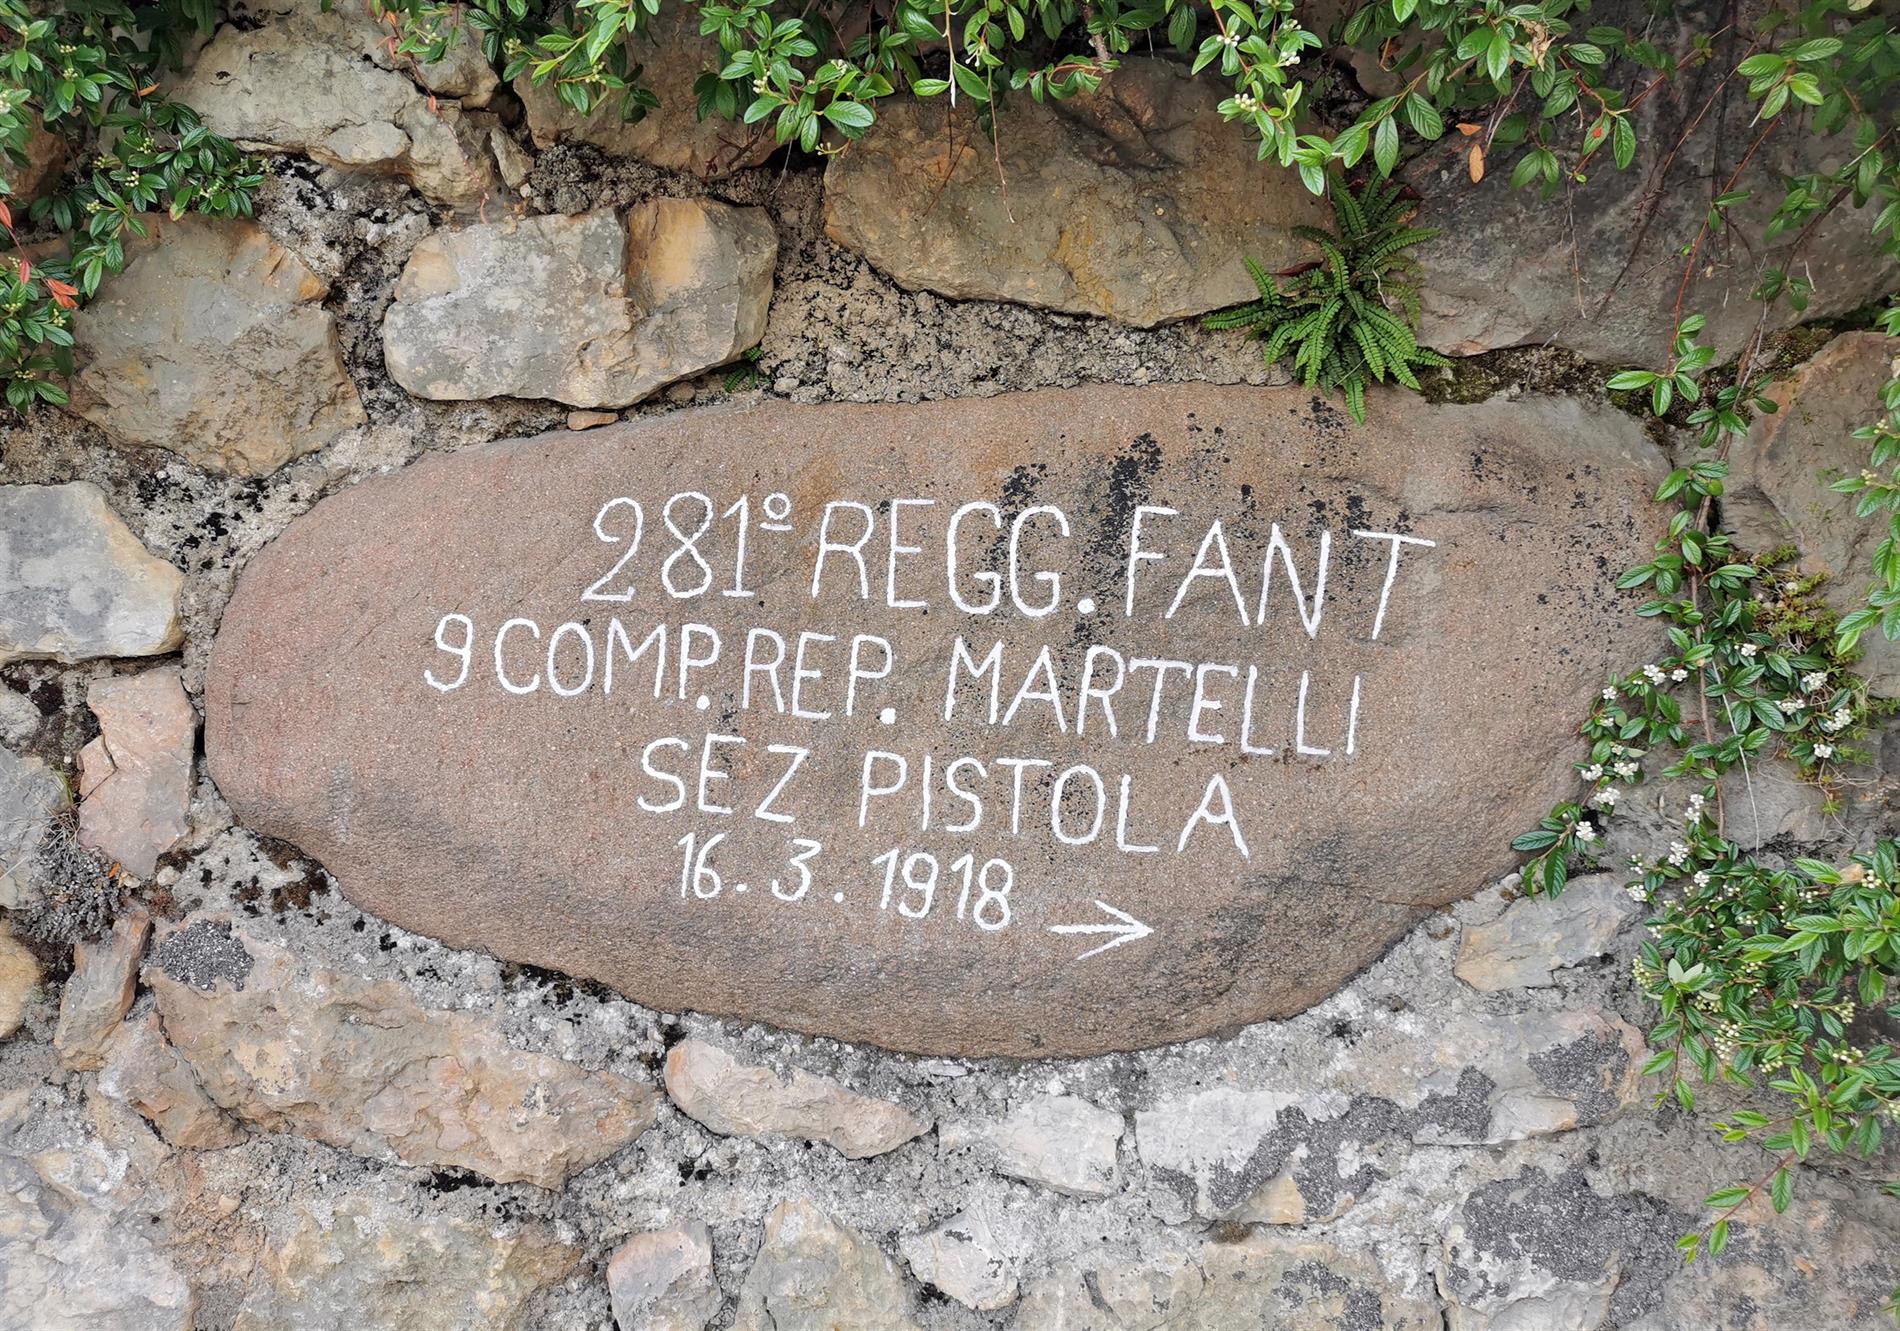 281º REGG. FANT
9 COMP. REP. MARTELLI
SEZ PISTOLA
16. 3. 1918 →